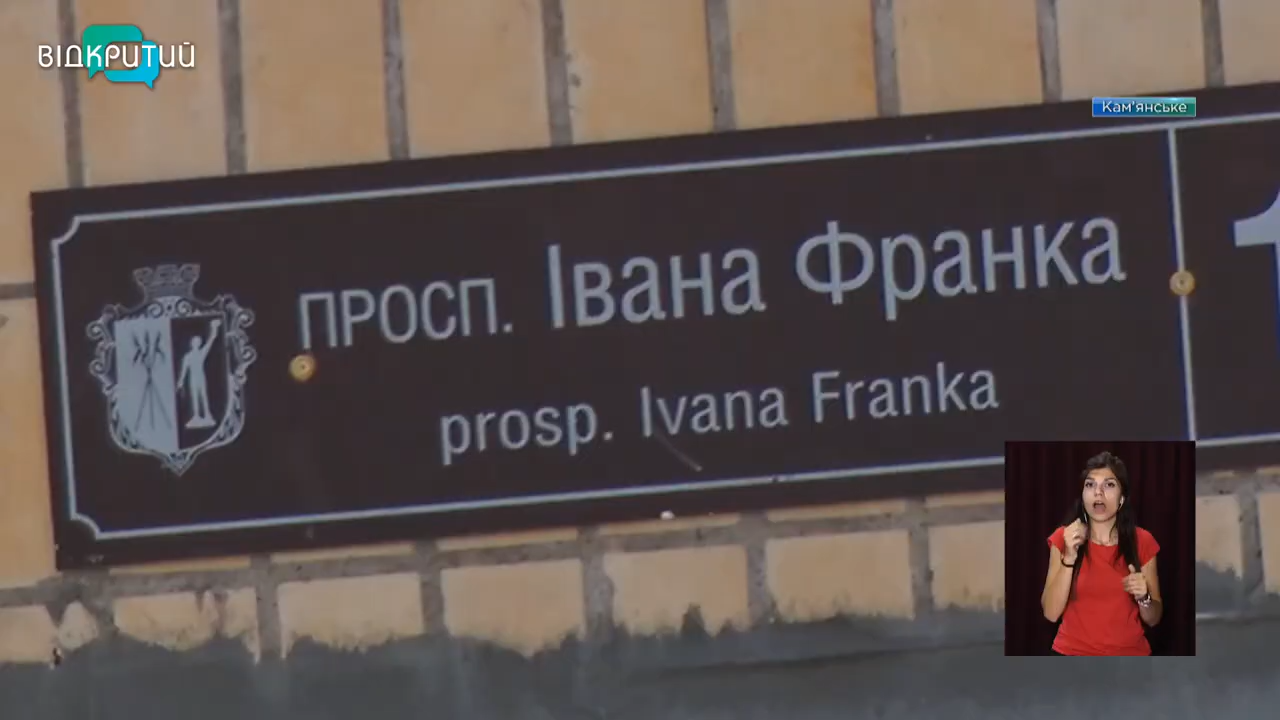 ВІДКРИТИЙ
Кам'янське
просп. Івана Франка
prosp. Ivana Franka